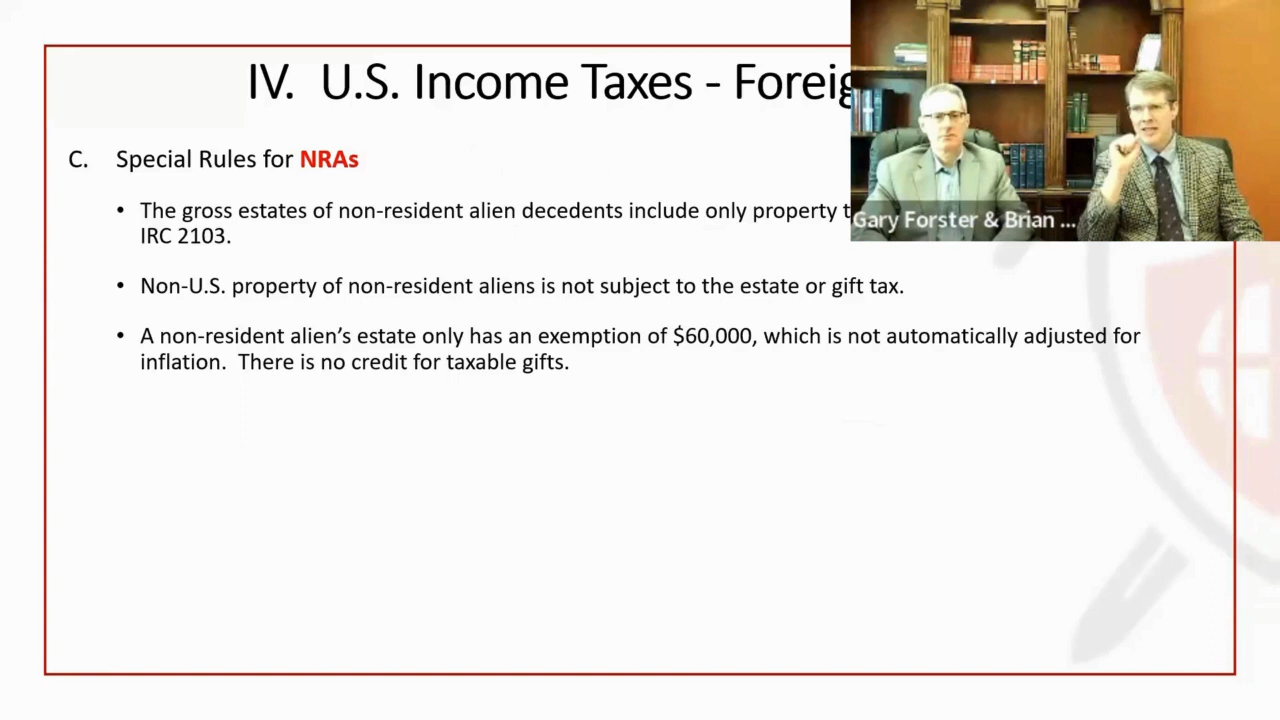 IV. U.S. Income Taxes - Foreig
C. Special Rules for NRAs
• The gross estates of non-resident alien decedents include only property t
IRC 2103.
• Non-U.S. property of non-resident aliens is not subject to the estate or gift tax.
• A non-resident alien’s estate only has an exemption of $60,000, which is not automatically adjusted for
inflation. There is no credit for taxable gifts.
Gary Forster & Brian ...